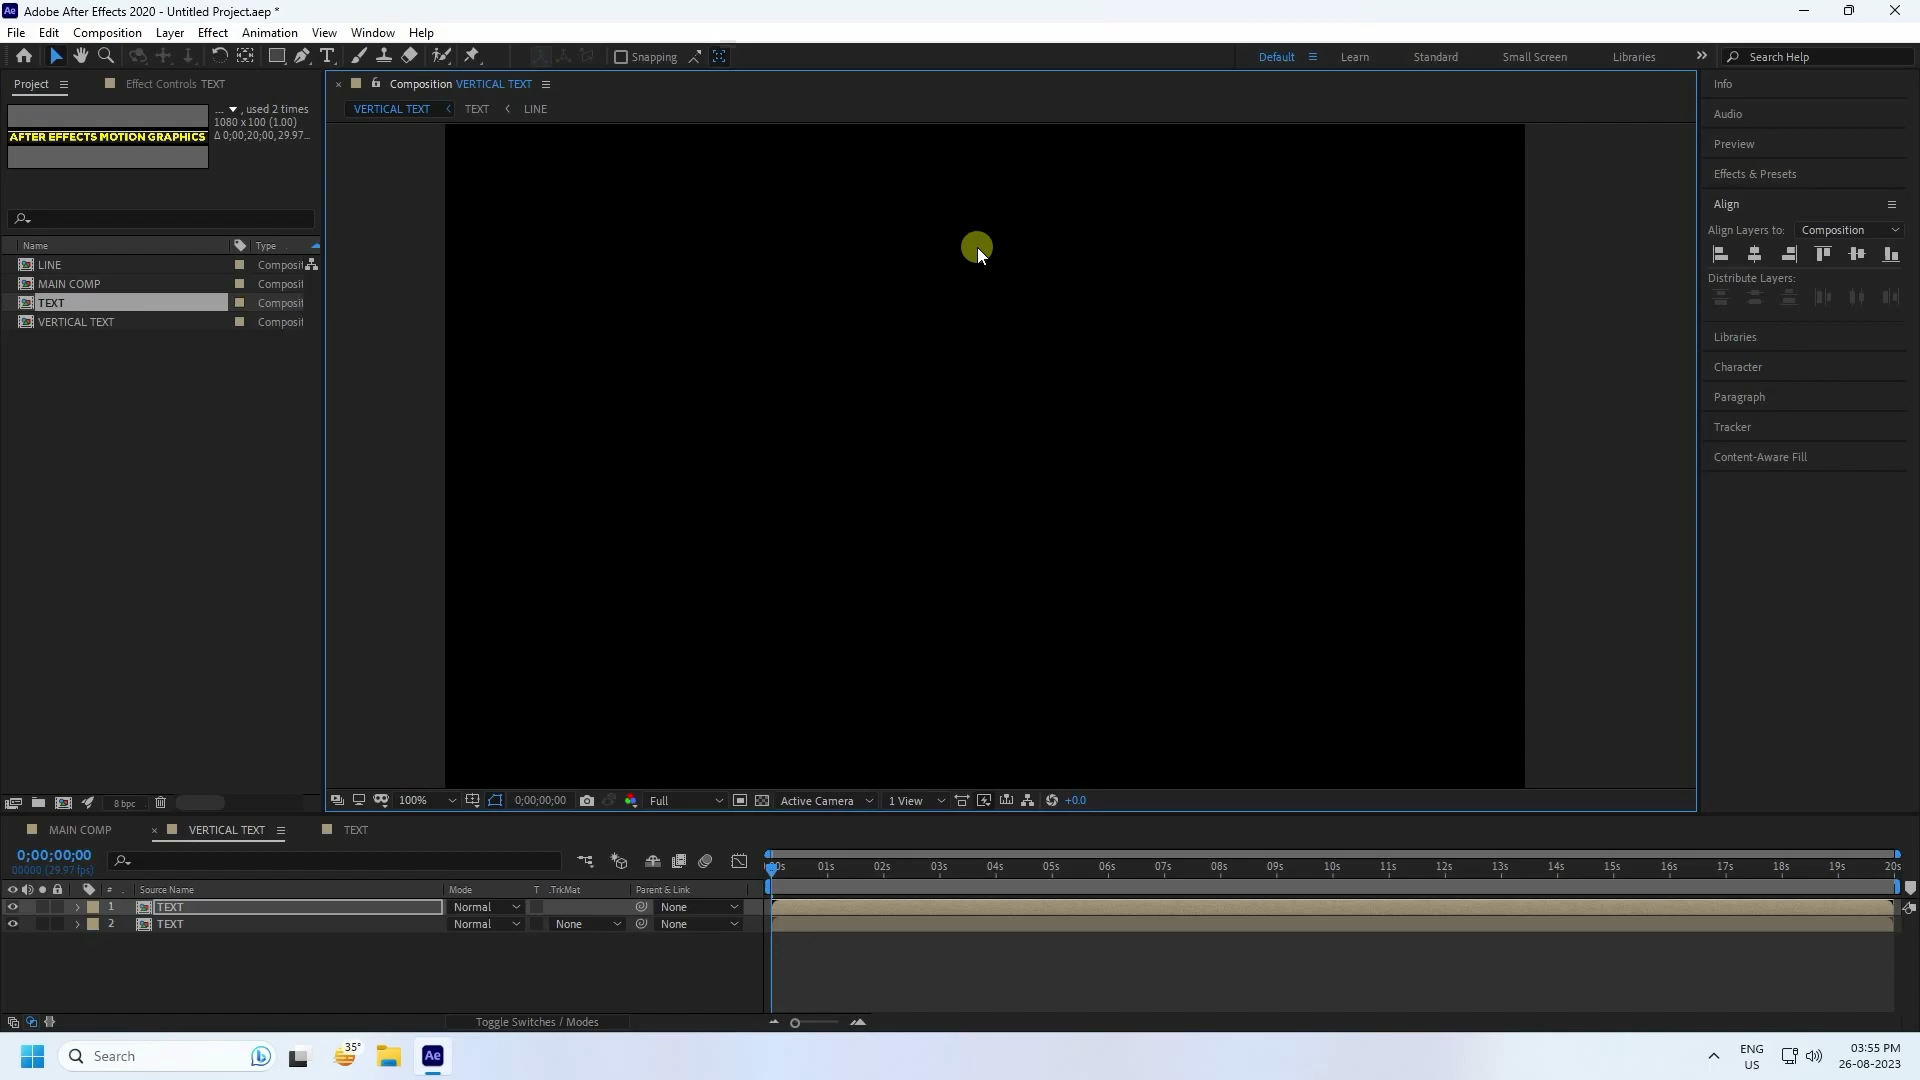 Ae Adobe After Effects 2020 - Untitled Project.aep *
File Edit Composition Layer Effect Animation View Window Help
Snapping
Default Learn Standard Small Screen Libraries
Search Help
Project
Effect Controls TEXT
... , used 2 times
1080 x 100 (1.00)
Δ 0;00;20;00, 29.97...
AFTER EFFECTS MOTION GRAPHICS
Name Type
LINE Composit
MAIN COMP Composit
TEXT Composit
VERTICAL TEXT Composit
8 bpc
Composition VERTICAL TEXT
VERTICAL TEXT TEXT LINE
100% 0;00;00;00 Full Active Camera 1 View +0.0
Info
Audio
Preview
Effects & Presets
Align
Align Layers to: Composition
Distribute Layers:
Libraries
Character
Paragraph
Tracker
Content-Aware Fill
MAIN COMP VERTICAL TEXT TEXT
0;00;00;00
00000 (29.97 fps)
01s 02s 03s 04s 05s 06s 07s 08s 09s 10s 11s 12s 13s 14s 15s 16s 17s 18s 19s 20s
# Source Name Mode T .TrkMat Parent & Link
1 TEXT Normal None
2 TEXT Normal None None
Toggle Switches / Modes
Search
35°
Ae
ENG
US
03:55 PM
26-08-2023